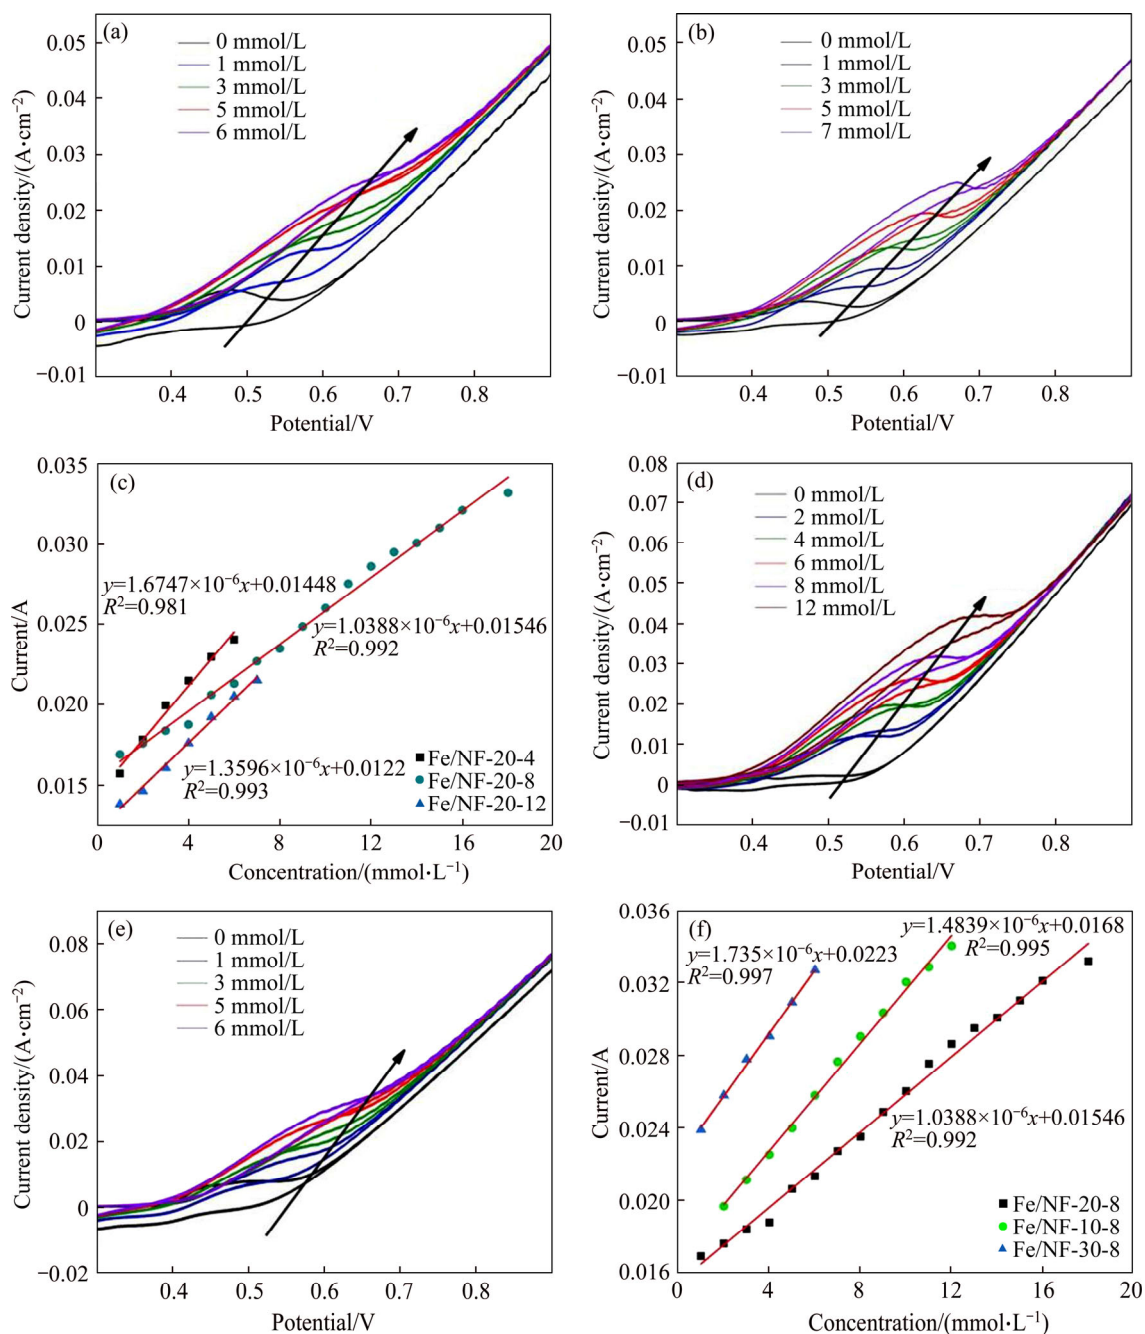 (a)
0 mmol/L
1 mmol/L
3 mmol/L
5 mmol/L
6 mmol/L
0.05
0.04
0.03
0.02
0.01
0
−0.01
Current density/(A•cm−2)
0.4 0.5 0.6 0.7 0.8
Potential/V
(b)
0 mmol/L
1 mmol/L
3 mmol/L
5 mmol/L
7 mmol/L
0.05
0.04
0.03
0.02
0.01
0
−0.01
Current density/(A•cm−2)
0.4 0.5 0.6 0.7 0.8
Potential/V
(c)
0.035
0.030
0.025
0.020
0.015
Current/A
y=1.6747×10−6x+0.01448
R2=0.981
y=1.0388×10−6x+0.01546
R2=0.992
y=1.3596×10−6x+0.0122
R2=0.993
Fe/NF-20-4
Fe/NF-20-8
Fe/NF-20-12
0 4 8 12 16 20
Concentration/(mmol•L−1)
(d)
0 mmol/L
2 mmol/L
4 mmol/L
6 mmol/L
8 mmol/L
12 mmol/L
0.08
0.07
0.06
0.05
0.04
0.03
0.02
0.01
0
−0.01
Current density/(A•cm−2)
0.4 0.5 0.6 0.7 0.8
Potential/V
(e)
0 mmol/L
1 mmol/L
3 mmol/L
5 mmol/L
6 mmol/L
0.08
0.06
0.04
0.02
0
−0.02
Current density/(A•cm−2)
0.4 0.5 0.6 0.7 0.8
Potential/V
(f)
0.036
0.032
0.028
0.024
0.020
0.016
Current/A
y=1.4839×10−6x+0.0168
R2=0.995
y=1.735×10−6x+0.0223
R2=0.997
y=1.0388×10−6x+0.01546
R2=0.992
Fe/NF-20-8
Fe/NF-10-8
Fe/NF-30-8
0 4 8 12 16 20
Concentration/(mmol•L−1)